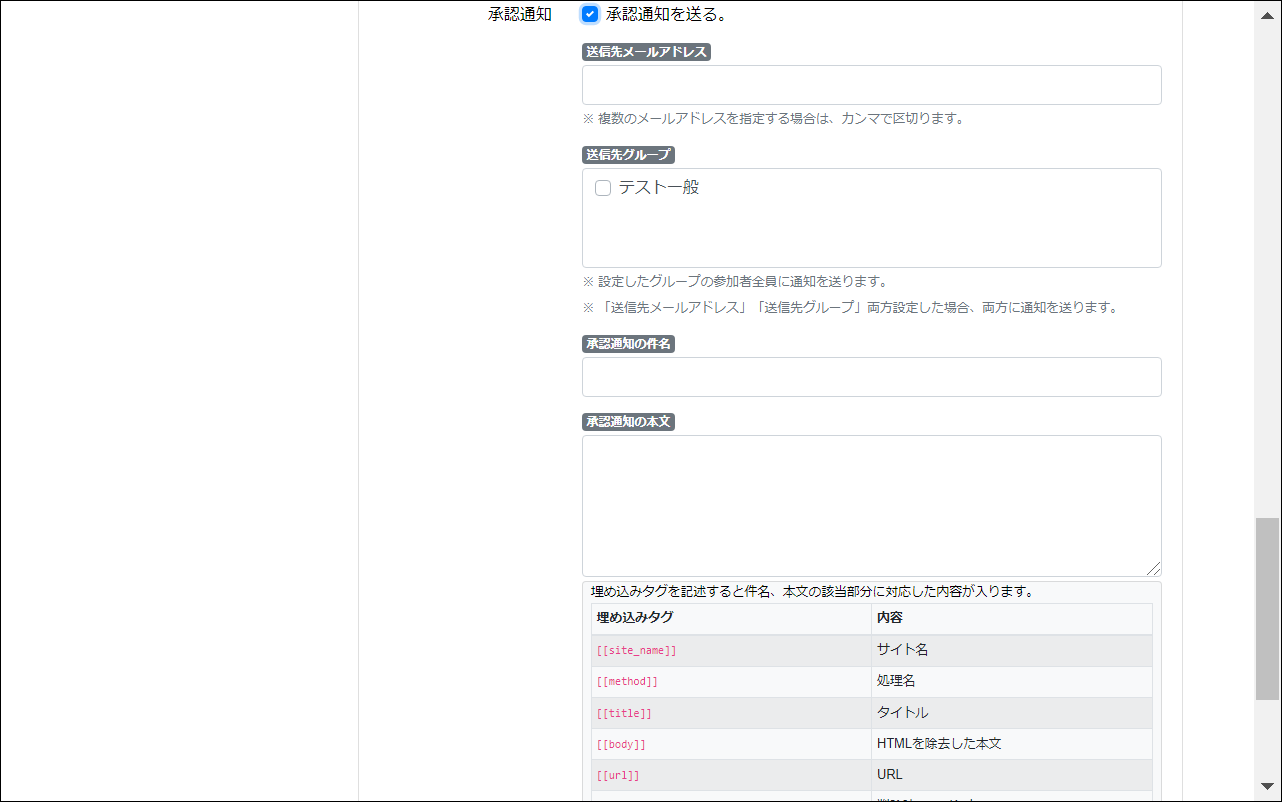 承認通知 承認通知を送る。
送信先メールアドレス
※ 複数のメールアドレスを指定する場合は、カンマで区切ります。
送信先グループ
テスト一般
※ 設定したグループの参加者全員に通知を送ります。
※ 「送信先メールアドレス」「送信先グループ」両方設定した場合、両方に通知を送ります。
承認通知の件名
承認通知の本文
埋め込みタグを記述すると件名、本文の該当部分に対応した内容が入ります。
埋め込みタグ 内容
[[site_name]] サイト名
[[method]] 処理名
[[title]] タイトル
[[body]] HTMLを除去した本文
[[url]] URL